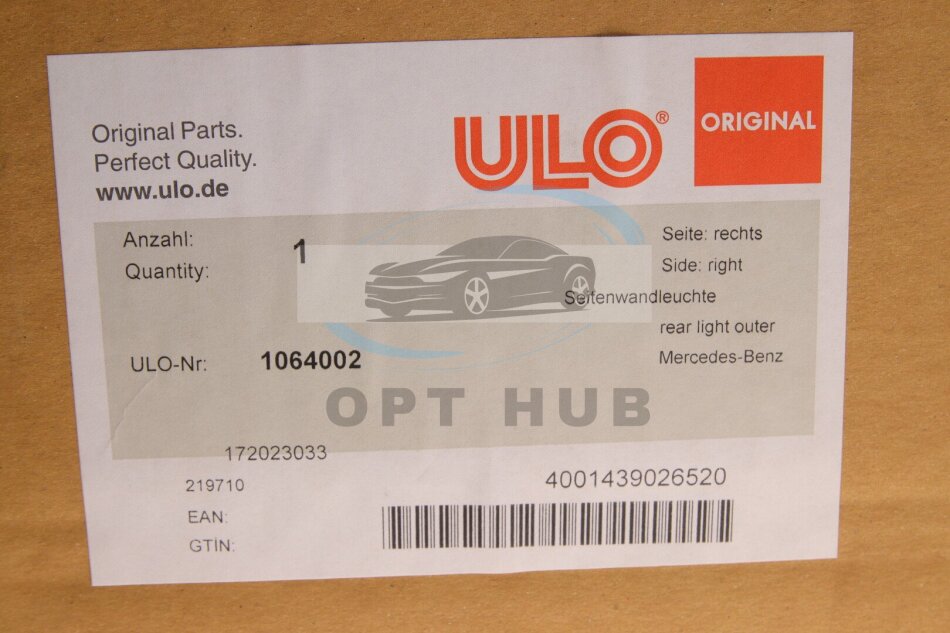 Original Parts.
Perfect Quality.
www.ulo.de
ULO®
ORIGINAL
Anzahl:
Quantity:
1
Seite: rechts
Side: right
Seitenwandleuchte
rear light outer
Mercedes-Benz
ULO-Nr: 1064002
OPT HUB
172023033
219710
EAN:
GTIN:
4001439026520